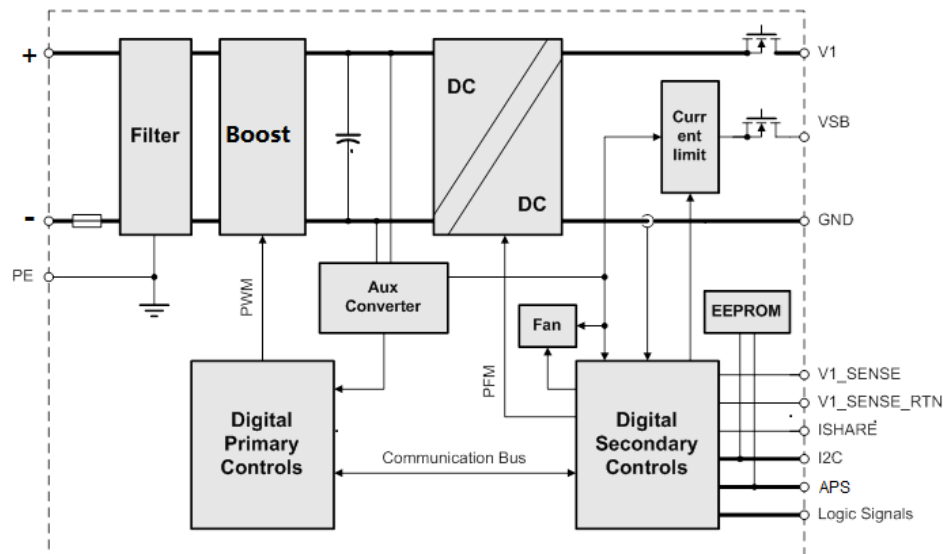 +
V1
DC
Curr
ent
limit
VSB
Filter
Boost
DC
-
GND
PE
PWM
Aux
Converter
EEPROM
Fan
PFM
V1_SENSE
V1_SENSE_RTN
Digital
Primary
Controls
Digital
Secondary
Controls
ISHARE
Communication Bus
I2C
APS
Logic Signals